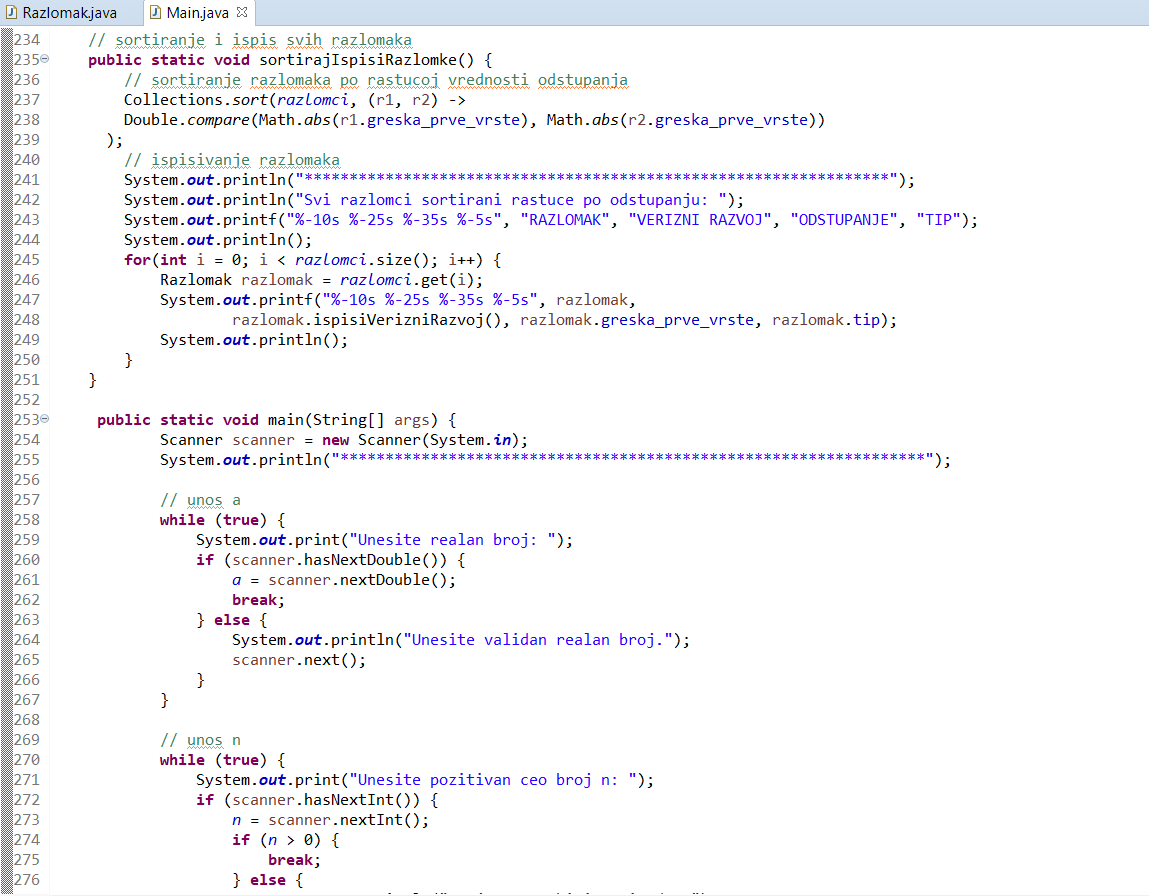 Razlomak.java Main.java
234 // sortiranje i ispis svih razlomaka
235 public static void sortirajIspisiRazlomke() {
236 // sortiranje razlomaka po rastucoj vrednosti odstupanja
237 Collections.sort(razlomci, (r1, r2) ->
238 Double.compare(Math.abs(r1.greska_prve_vrste), Math.abs(r2.greska_prve_vrste))
239 );
240 // ispisivanje razlomaka
241 System.out.println("*****************************************************************");
242 System.out.println("Svi razlomci sortirani rastuce po odstupanju: ");
243 System.out.printf("%-10s %-25s %-35s %-5s", "RAZLOMAK", "VERIZNI RAZVOJ", "ODSTUPANJE", "TIP");
244 System.out.println();
245 for(int i = 0; i < razlomci.size(); i++) {
246 Razlomak razlomak = razlomci.get(i);
247 System.out.printf("%-10s %-25s %-35s %-5s", razlomak,
248 razlomak.ispisiVerizniRazvoj(), razlomak.greska_prve_vrste, razlomak.tip);
249 System.out.println();
250 }
251 }
252
253 public static void main(String[] args) {
254 Scanner scanner = new Scanner(System.in);
255 System.out.println("*****************************************************************");
256
257 // unos a
258 while (true) {
259 System.out.print("Unesite realan broj: ");
260 if (scanner.hasNextDouble()) {
261 a = scanner.nextDouble();
262 break;
263 } else {
264 System.out.println("Unesite validan realan broj.");
265 scanner.next();
266 }
267 }
268
269 // unos n
270 while (true) {
271 System.out.print("Unesite pozitivan ceo broj n: ");
272 if (scanner.hasNextInt()) {
273 n = scanner.nextInt();
274 if (n > 0) {
275 break;
276 } else {